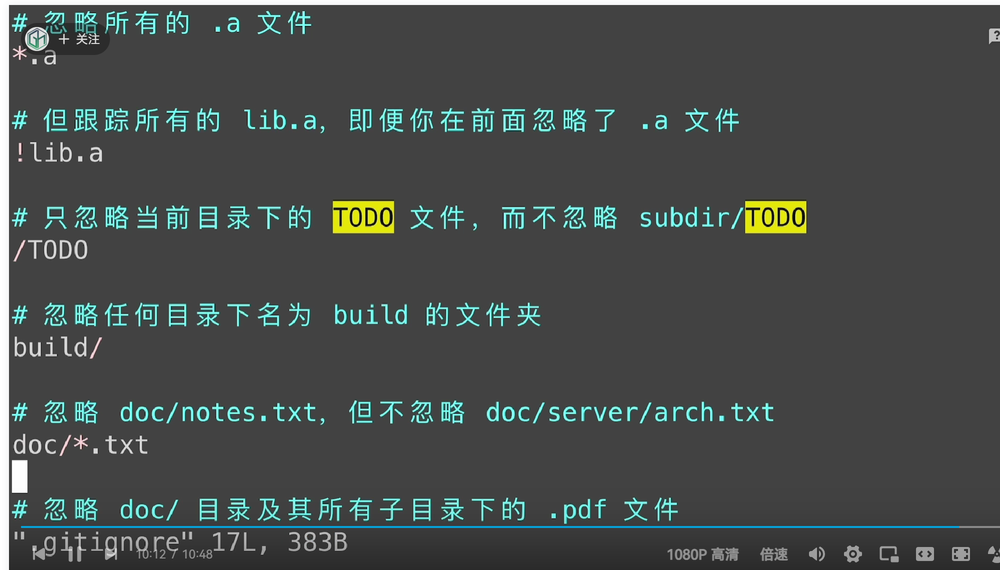 # 忽略所有的 .a 文件
+ 关注
*.a
# 但跟踪所有的 lib.a, 即便你在前面忽略了 .a 文件
!lib.a
# 只忽略当前目录下的 TODO 文件, 而不忽略 subdir/TODO
/TODO
# 忽略任何目录下名为 build 的文件夹
build/
# 忽略 doc/notes.txt, 但不忽略 doc/server/arch.txt
doc/*.txt
# 忽略 doc/ 目录及其所有子目录下的 .pdf 文件
".gitignore" 17L, 383B
10:12 / 10:48 1080P 高清 倍速